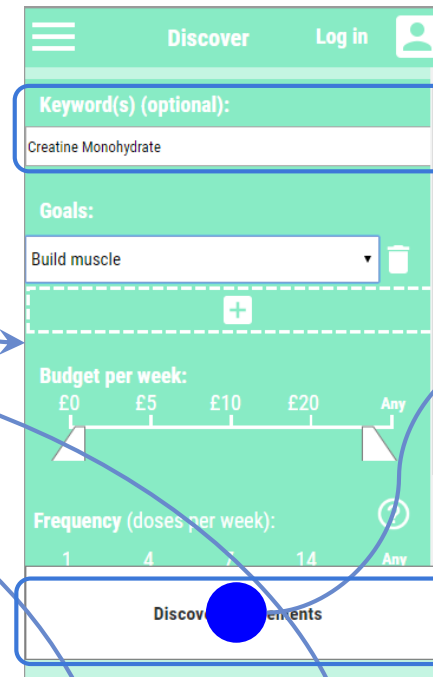 Discover Log in
Keyword(s) (optional):
Creatine Monohydrate
Goals:
Build muscle
Budget per week:
£0 £5 £10 £20 Any
Frequency (doses per week):
1 4 7 14 Any